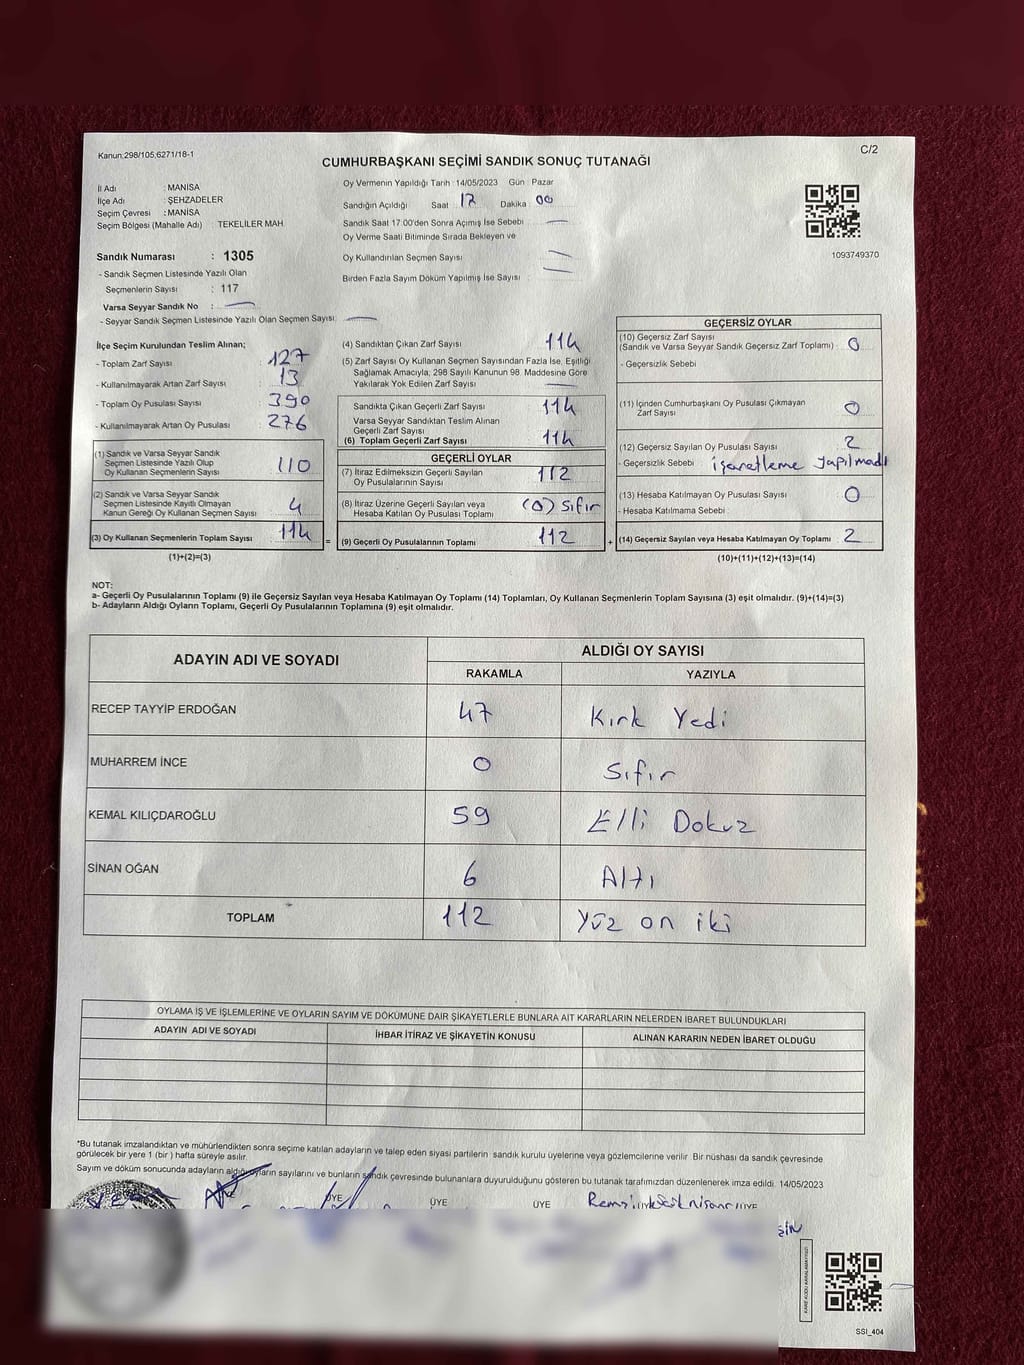 Kanun:298/105,6271/18-1
C/2
CUMHURBAŞKANI SEÇİMİ SANDIK SONUÇ TUTANAĞI
İl Adı : MANİSA
İlçe Adı : ŞEHZADELER
Seçim Çevresi : MANİSA
Seçim Bölgesi (Mahalle Adı) TEKELİLER MAH.
Sandık Numarası : 1305
- Sandık Seçmen Listesinde Yazılı Olan
Seçmenlerin Sayısı : 117
Varsa Seyyar Sandık No :
- Seyyar Sandık Seçmen Listesinde Yazılı Olan Seçmen Sayısı:
Oy Vermenin Yapıldığı Tarih :14/05/2023 Gün : Pazar
Sandığın Açıldığı Saat : 17 Dakika : 00
Sandık Saat 17:00'den Sonra Açımış İse Sebebi :
Oy Verme Saati Bitiminde Sırada Bekleyen ve
Oy Kullandırılan Seçmen Sayısı :
Birden Fazla Sayım Döküm Yapılmış İse Sayısı :
1093749370
İlçe Seçim Kurulundan Teslim Alınan;
- Toplam Zarf Sayısı : 127
- Kullanılmayarak Artan Zarf Sayısı : 13
- Toplam Oy Pusulası Sayısı : 390
- Kullanılmayarak Artan Oy Pusulası : 276
(1) Sandık ve Varsa Seyyar Sandık
Seçmen Listesinde Yazılı Olup
Oy Kullanan Seçmenlerin Sayısı : 110
(2) Sandık ve Varsa Seyyar Sandık
Seçmen Listesinde Kayıtlı Olmayan
Kanun Gereği Oy Kullanan Seçmen Sayısı : 4
(3) Oy Kullanan Seçmenlerin Toplam Sayısı : 114
(1)+(2)=(3)
(4) Sandıktan Çıkan Zarf Sayısı : 114
(5) Zarf Sayısı Oy Kullanan Seçmen Sayısından Fazla İse, Eşitliği
Sağlamak Amacıyla; 298 Sayılı Kanunun 98. Maddesine Göre
Yakılarak Yok Edilen Zarf Sayısı :
Sandıkta Çıkan Geçerli Zarf Sayısı : 114
Varsa Seyyar Sandıktan Teslim Alınan
Geçerli Zarf Sayısı :
(6) Toplam Geçerli Zarf Sayısı : 114
GEÇERLİ OYLAR
(7) İtiraz Edilmeksizin Geçerli Sayılan
Oy Pusulalarının Sayısı : 112
(8) İtiraz Üzerine Geçerli Sayılan veya
Hesaba Katılan Oy Pusulası Toplamı : (0) Sıfır
= (9) Geçerli Oy Pusulalarının Toplamı : 112 +
GEÇERSİZ OYLAR
(10) Geçersiz Zarf Sayısı
(Sandık ve Varsa Seyyar Sandık Geçersiz Zarf Toplamı) : 0
- Geçersizlik Sebebi :
(11) İçinden Cumhurbaşkanı Oy Pusulası Çıkmayan
Zarf Sayısı : 0
(12) Geçersiz Sayılan Oy Pusulası Sayısı : 2
- Geçersizlik Sebebi : işaretleme yapılmadı
(13) Hesaba Katılmayan Oy Pusulası Sayısı : 0
- Hesaba Katılmama Sebebi :
(14) Geçersiz Sayılan veya Hesaba Katılmayan Oy Toplamı : 2
(10)+(11)+(12)+(13)=(14)
NOT:
a- Geçerli Oy Pusulalarının Toplamı (9) ile Geçersiz Sayılan veya Hesaba Katılmayan Oy Toplamı (14) Toplamları, Oy Kullanan Seçmenlerin Toplam Sayısına (3) eşit olmalıdır. (9)+(14)=(3)
b- Adayların Aldığı Oyların Toplamı, Geçerli Oy Pusulalarının Toplamına (9) eşit olmalıdır.
ADAYIN ADI VE SOYADI ALDIĞI OY SAYISI
RAKAMLA YAZIYLA
RECEP TAYYİP ERDOĞAN 47 Kırk Yedi
MUHARREM İNCE 0 Sıfır
KEMAL KILIÇDAROĞLU 59 Elli Dokuz
SİNAN OĞAN 6 Altı
TOPLAM 112 Yüz on iki
OYLAMA İŞ VE İŞLEMLERİNE VE OYLARIN SAYIM VE DÖKÜMÜNE DAİR ŞİKAYETLERLE BUNLARA AİT KARARLARIN NELERDEN İBARET BULUNDUKLARI
ADAYIN ADI VE SOYADI İHBAR İTİRAZ VE ŞİKAYETİN KONUSU ALINAN KARARIN NEDEN İBARET OLDUĞU
*Bu tutanak imzalandıktan ve mühürlendikten sonra seçime katılan adayların ve talep eden siyasi partilerin sandık kurulu üyelerine veya gözlemcilerine verilir. Bir nüshası da sandık çevresinde
görülecek bir yere 1 (bir) hafta süreyle asılır.
Sayım ve döküm sonucunda adayların aldığı oyların sayılarını ve bunların sandık çevresinde bulunanlara duyurulduğunu gösteren bu tutanak tarafımızdan düzenlenerek imza edildi. 14/05/2023
ÜYE ÜYE ÜYE ÜYE
SSI_404